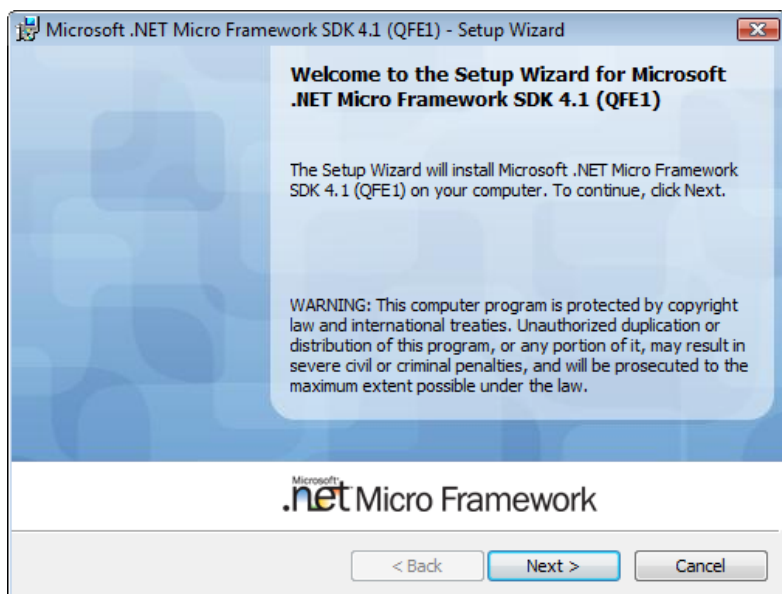 Microsoft .NET Micro Framework SDK 4.1 (QFE1) - Setup Wizard
Welcome to the Setup Wizard for Microsoft
.NET Micro Framework SDK 4.1 (QFE1)
The Setup Wizard will install Microsoft .NET Micro Framework
SDK 4.1 (QFE1) on your computer. To continue, click Next.
WARNING: This computer program is protected by copyright
law and international treaties. Unauthorized duplication or
distribution of this program, or any portion of it, may result in
severe civil or criminal penalties, and will be prosecuted to the
maximum extent possible under the law.
Microsoft
.net Micro Framework
< Back Next > Cancel